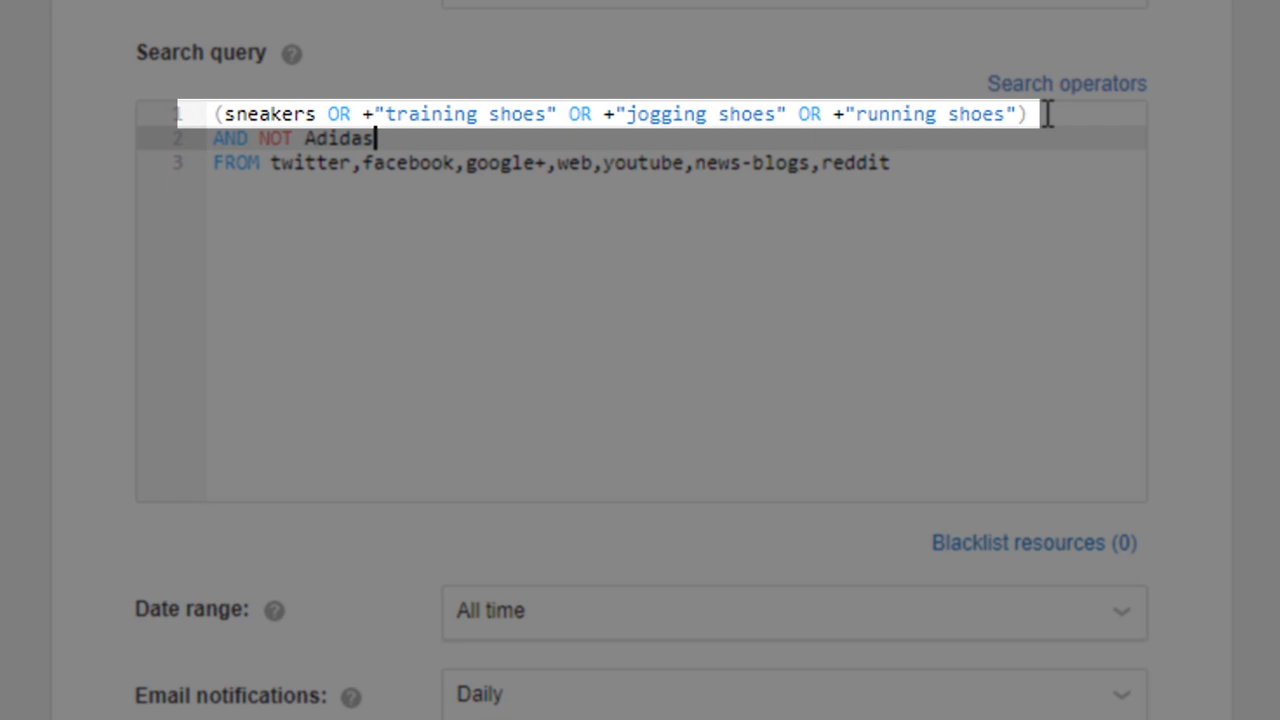 Search query ?
Search operators
1 (sneakers OR +"training shoes" OR +"jogging shoes" OR +"running shoes")
2 AND NOT Adidas
3 FROM twitter,facebook,google+,web,youtube,news-blogs,reddit
Blacklist resources (0)
Date range: ? All time
Email notifications: ? Daily